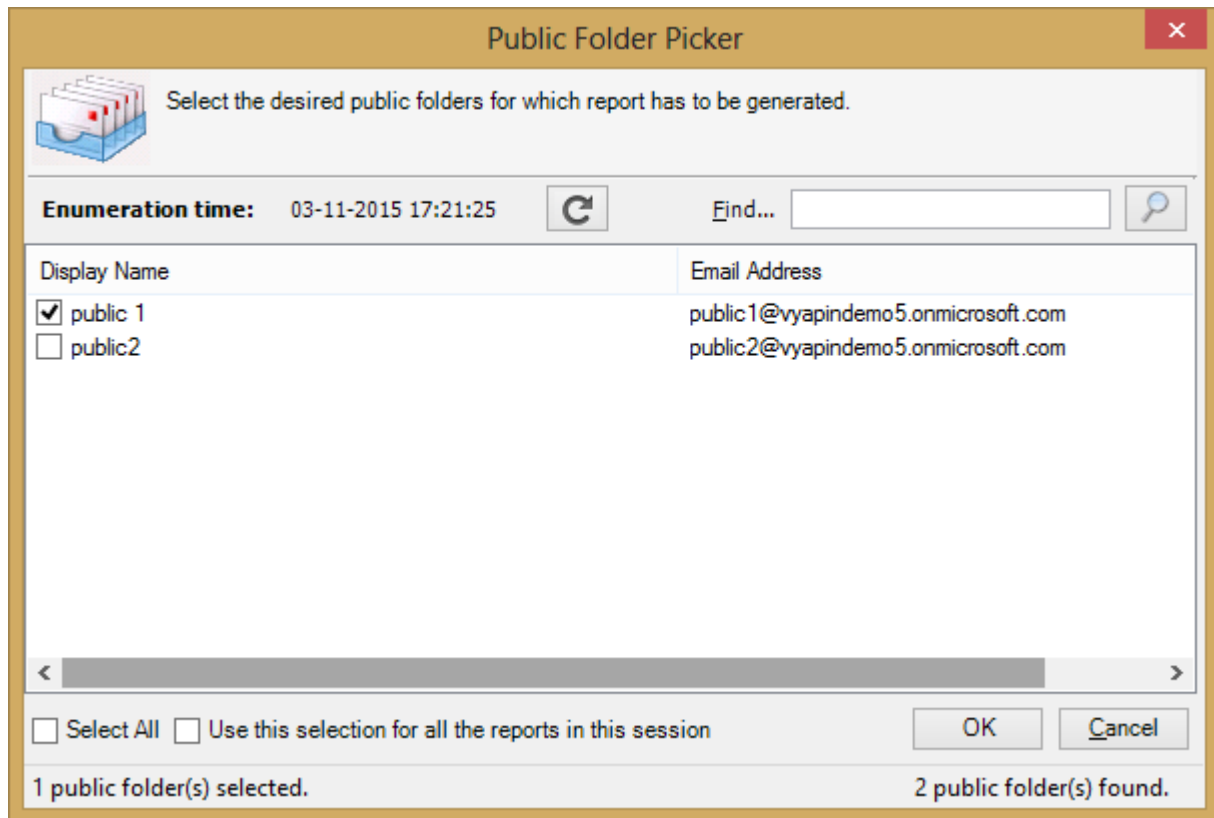 Public Folder Picker
Select the desired public folders for which report has to be generated.
Enumeration time: 03-11-2015 17:21:25 Find...
Display Name Email Address
public 1 public1@vyapindemo5.onmicrosoft.com
public2 public2@vyapindemo5.onmicrosoft.com
Select All Use this selection for all the reports in this session OK Cancel
1 public folder(s) selected. 2 public folder(s) found.